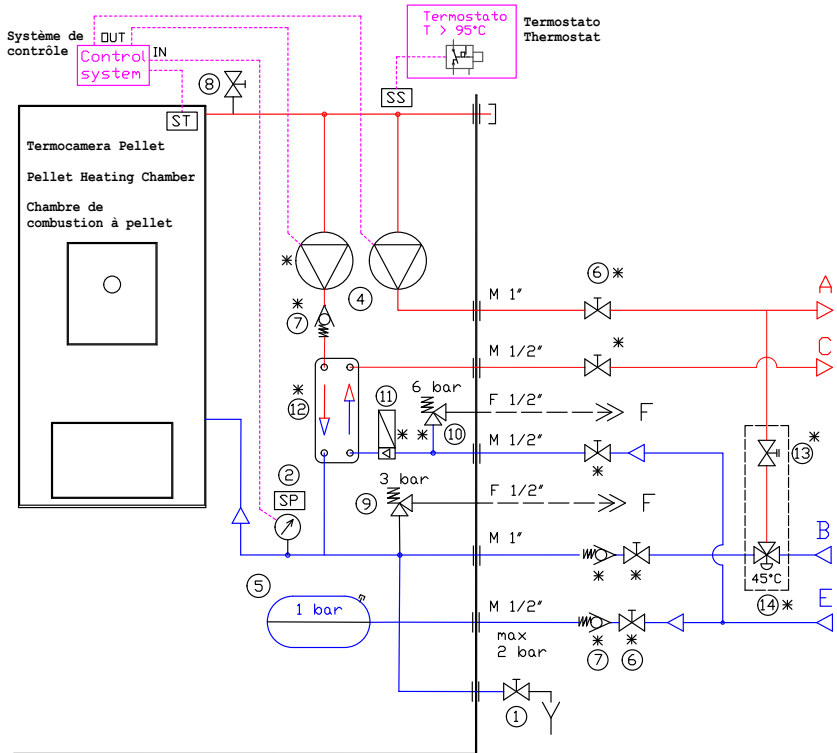 Système de
contrôle
OUT
IN
Control
system
Termostato
T > 95°C
Termostato
Thermostat
8
SS
ST
Termocamera Pellet
Pellet Heating Chamber
Chambre de
combustion à pellet
*
4
*
7
M 1"
6 *
A
M 1/2"
*
C
*
12
11
* *
6 bar
10
F 1/2"
F
M 1/2"
*
13 *
2
SP
3 bar
9
F 1/2"
F
M 1"
* *
B
45°C
14 *
5
1 bar
M 1/2"
max
2 bar
* *
7 6
E
1